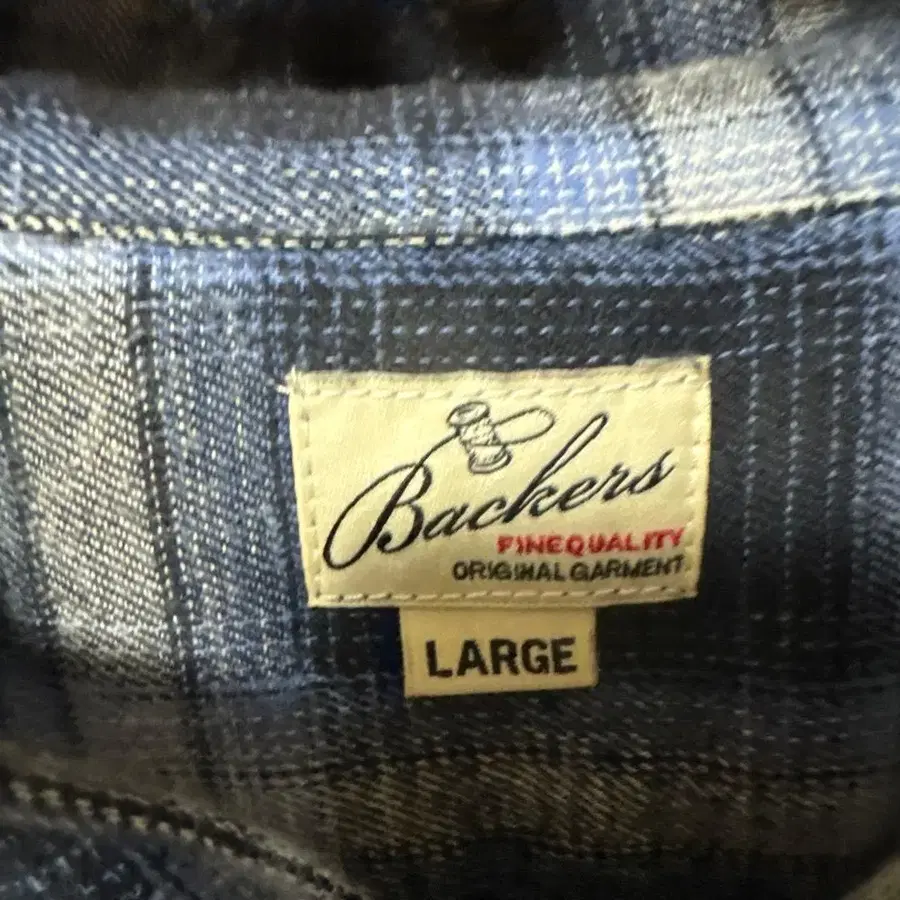 Backers
FINEQUALITY
ORIGINAL GARMENT
LARGE